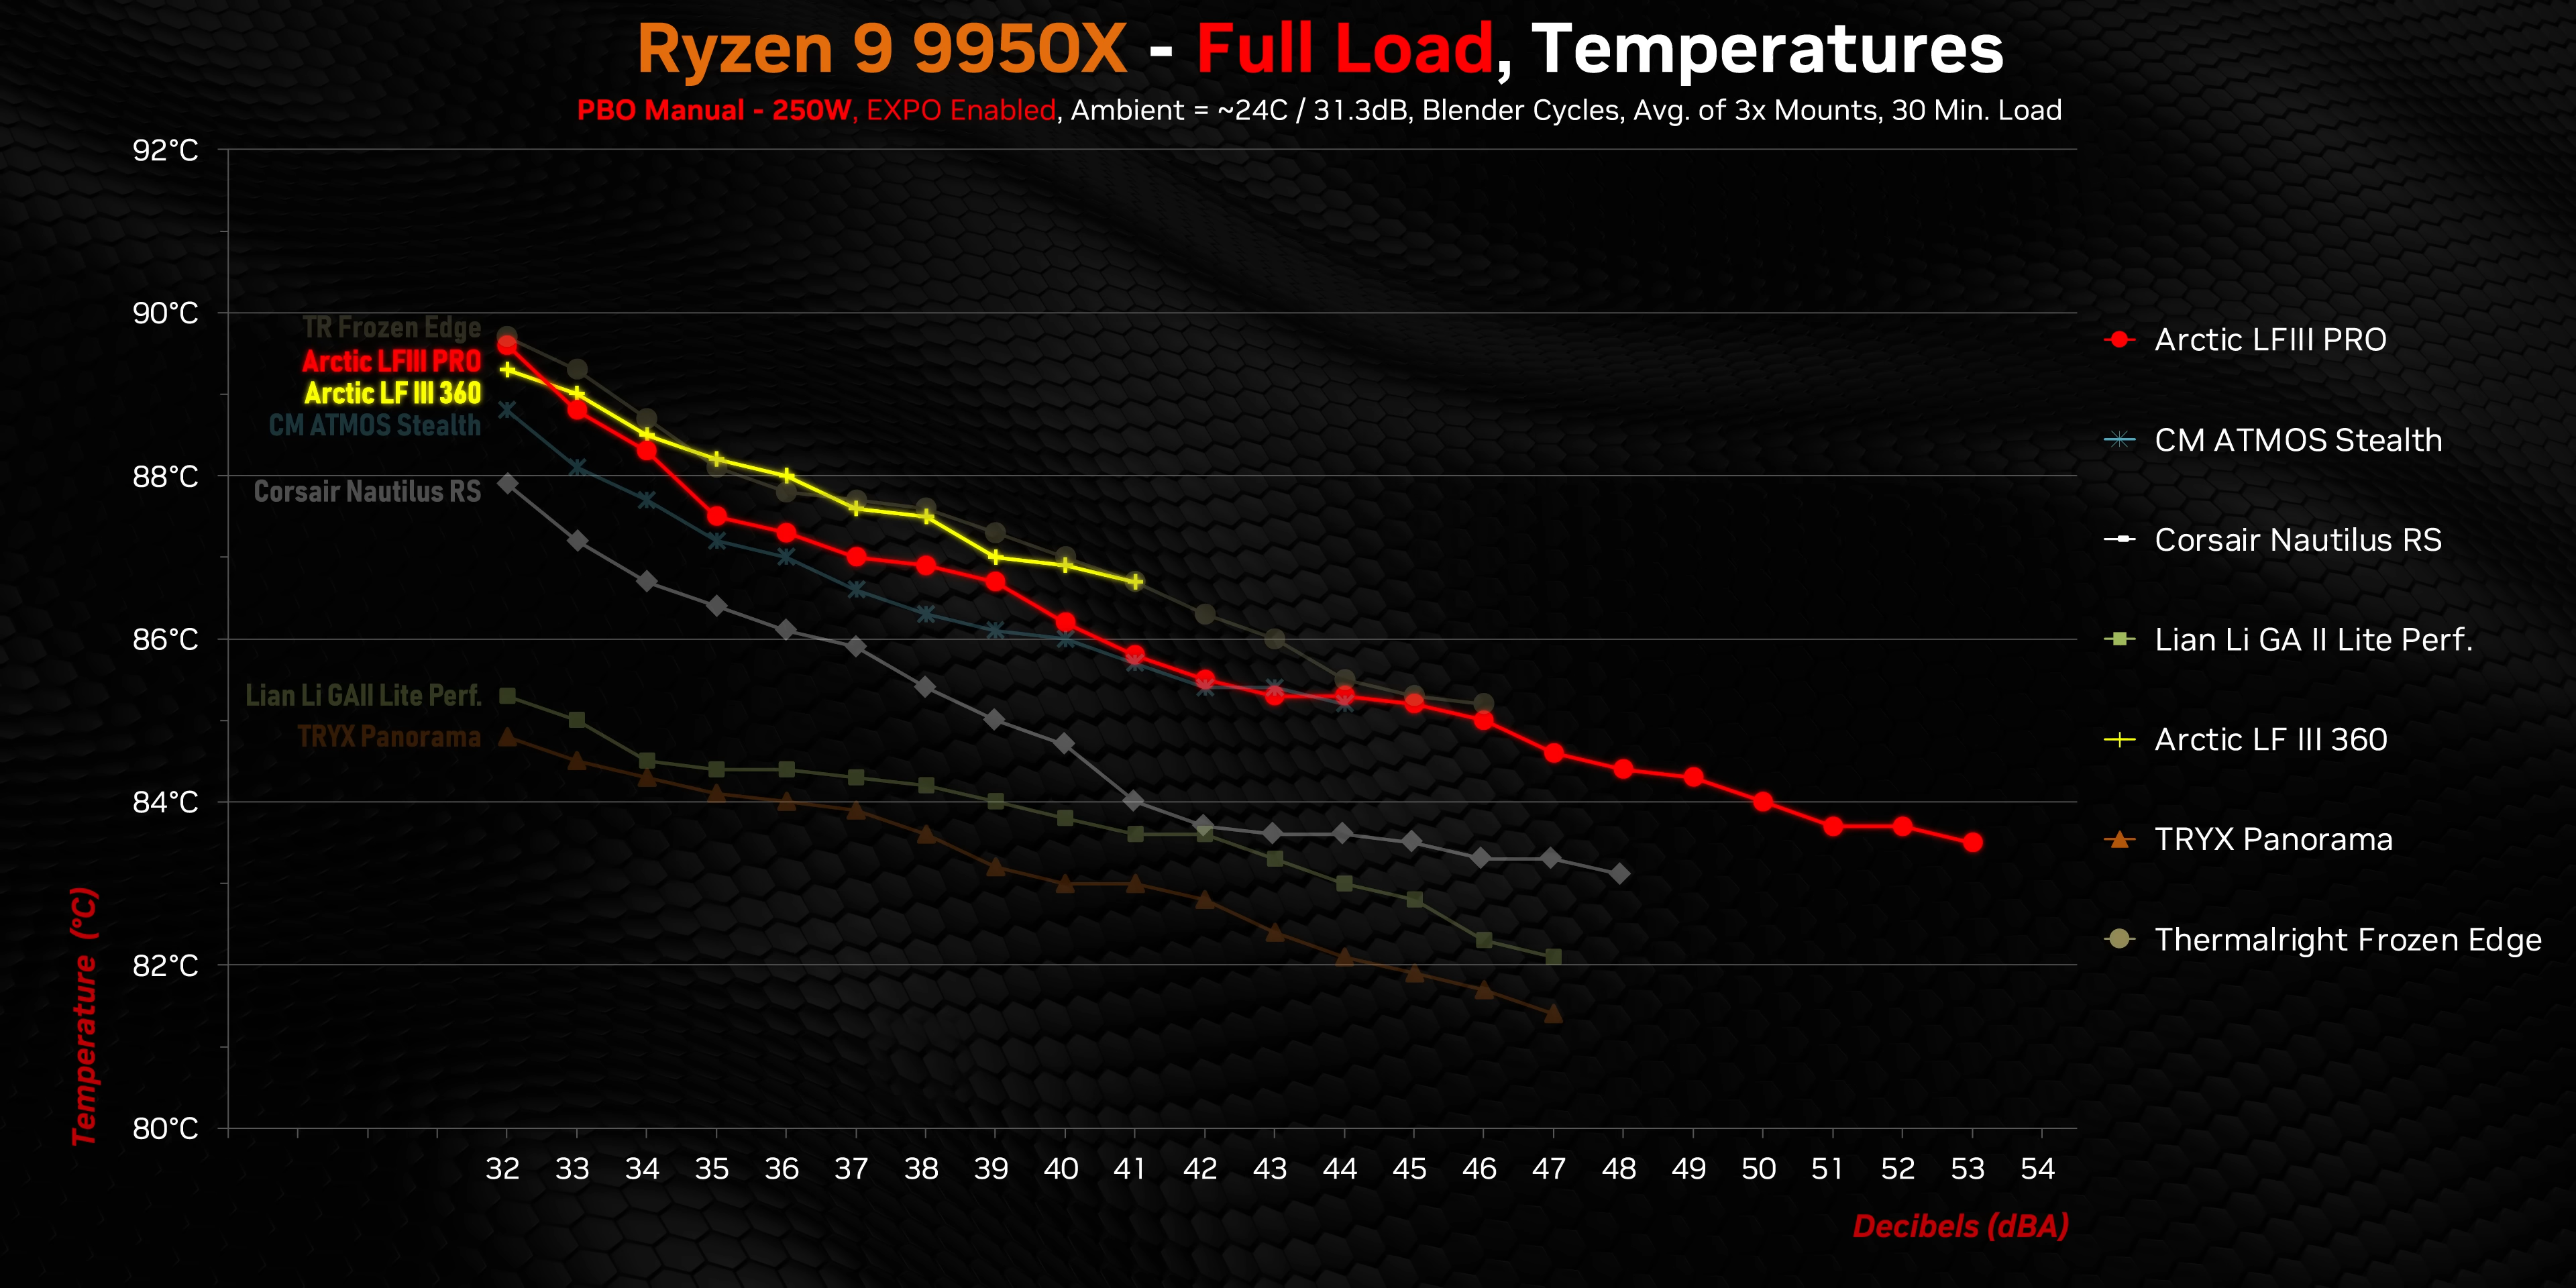 Ryzen 9 9950X - Full Load, Temperatures
PBO Manual - 250W, EXPO Enabled, Ambient = ~24C / 31.3dB, Blender Cycles, Avg. of 3x Mounts, 30 Min. Load
92°C
90°C
88°C
86°C
84°C
82°C
80°C
Temperature (°C)
TR Frozen Edge
Arctic LFIII PRO
Arctic LF III 360
CM ATMOS Stealth
Corsair Nautilus RS
Lian Li GAII Lite Perf.
TRYX Panorama
32 33 34 35 36 37 38 39 40 41 42 43 44 45 46 47 48 49 50 51 52 53 54
Decibels (dBA)
Arctic LFIII PRO
CM ATMOS Stealth
Corsair Nautilus RS
Lian Li GA II Lite Perf.
Arctic LF III 360
TRYX Panorama
Thermalright Frozen Edge